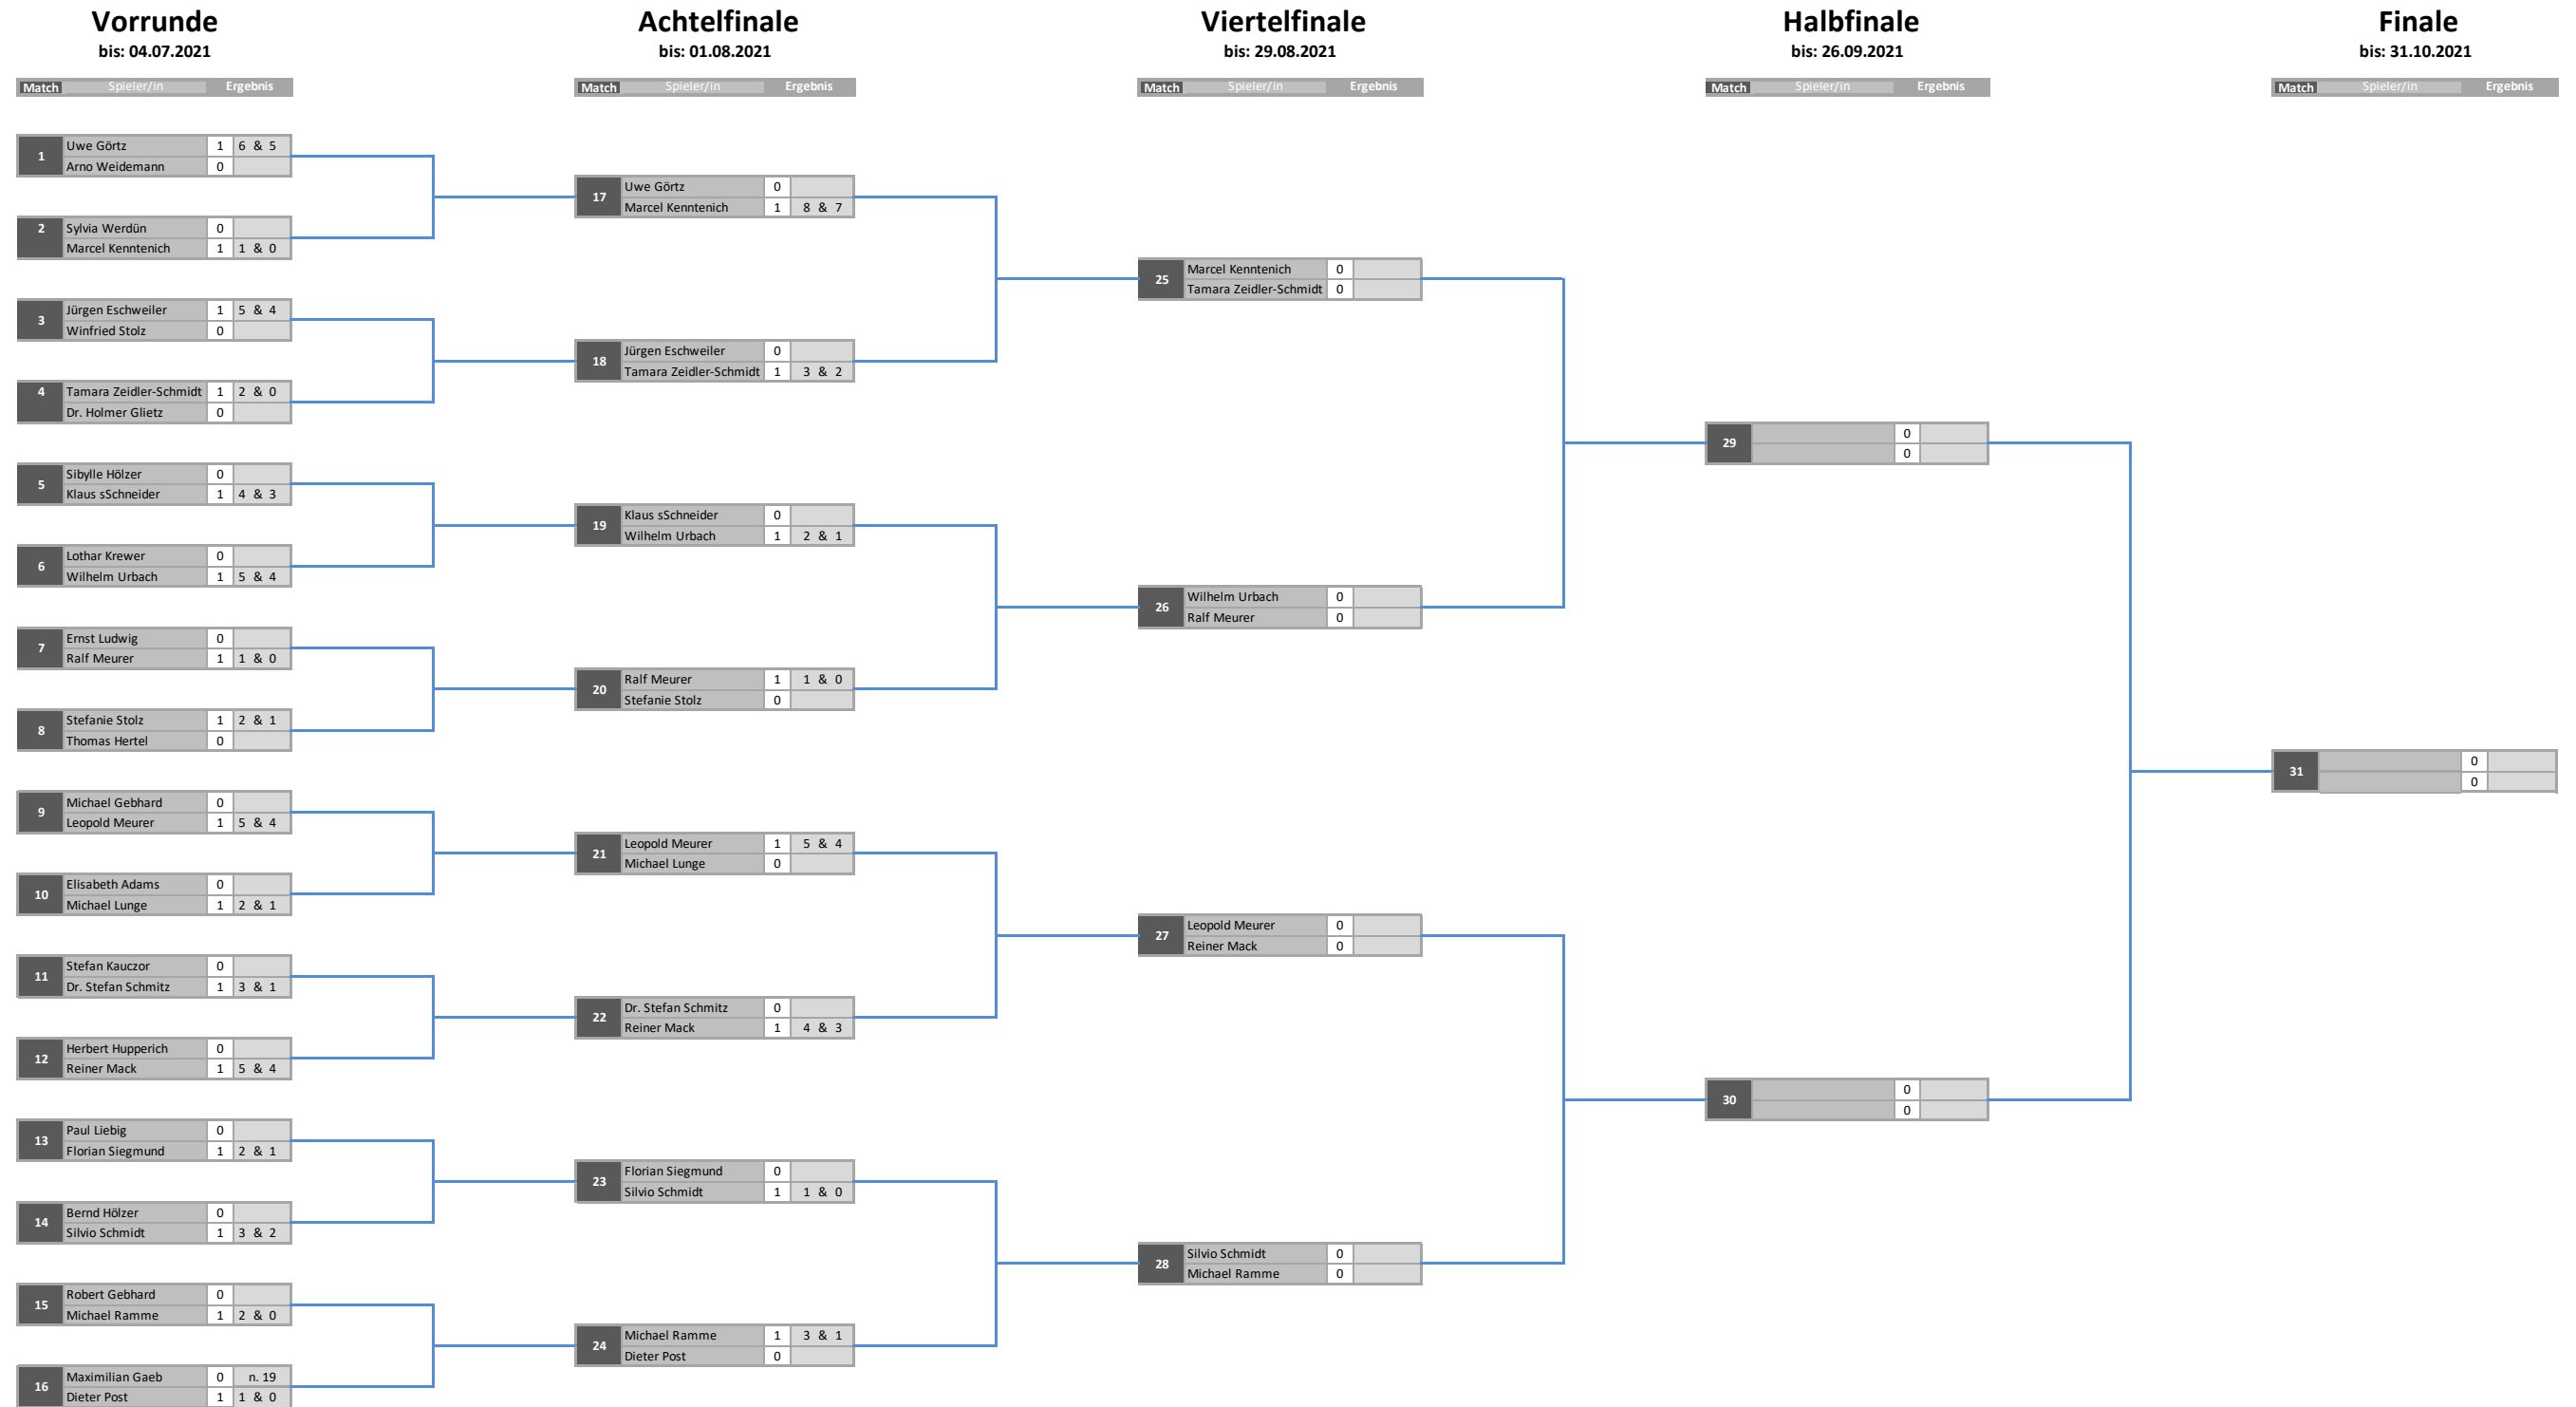 Vorrunde
bis: 04.07.2021
Match Spieler/in Ergebnis
1
Uwe Görtz 1 6 & 5
Arno Weidemann 0
2
Sylvia Werdün 0
Marcel Kenntenich 1 1 & 0
3
Jürgen Eschweiler 1 5 & 4
Winfried Stolz 0
4
Tamara Zeidler-Schmidt 1 2 & 0
Dr. Holmer Glietz 0
5
Sibylle Hölzer 0
Klaus sSchneider 1 4 & 3
6
Lothar Krewer 0
Wilhelm Urbach 1 5 & 4
7
Ernst Ludwig 0
Ralf Meurer 1 1 & 0
8
Stefanie Stolz 1 2 & 1
Thomas Hertel 0
9
Michael Gebhard 0
Leopold Meurer 1 5 & 4
10
Elisabeth Adams 0
Michael Lunge 1 2 & 1
11
Stefan Kauczor 0
Dr. Stefan Schmitz 1 3 & 1
12
Herbert Hupperich 0
Reiner Mack 1 5 & 4
13
Paul Liebig 0
Florian Siegmund 1 2 & 1
14
Bernd Hölzer 0
Silvio Schmidt 1 3 & 2
15
Robert Gebhard 0
Michael Ramme 1 2 & 0
16
Maximilian Gaeb 0 n. 19
Dieter Post 1 1 & 0
Achtelfinale
bis: 01.08.2021
Match Spieler/in Ergebnis
17
Uwe Görtz 0
Marcel Kenntenich 1 8 & 7
18
Jürgen Eschweiler 0
Tamara Zeidler-Schmidt 1 3 & 2
19
Klaus sSchneider 0
Wilhelm Urbach 1 2 & 1
20
Ralf Meurer 1 1 & 0
Stefanie Stolz 0
21
Leopold Meurer 1 5 & 4
Michael Lunge 0
22
Dr. Stefan Schmitz 0
Reiner Mack 1 4 & 3
23
Florian Siegmund 0
Silvio Schmidt 1 1 & 0
24
Michael Ramme 1 3 & 1
Dieter Post 0
Viertelfinale
bis: 29.08.2021
Match Spieler/in Ergebnis
25
Marcel Kenntenich 0
Tamara Zeidler-Schmidt 0
26
Wilhelm Urbach 0
Ralf Meurer 0
27
Leopold Meurer 0
Reiner Mack 0
28
Silvio Schmidt 0
Michael Ramme 0
Halbfinale
bis: 26.09.2021
Match Spieler/in Ergebnis
29
0
0
30
0
0
Finale
bis: 31.10.2021
Match Spieler/in Ergebnis
31
0
0